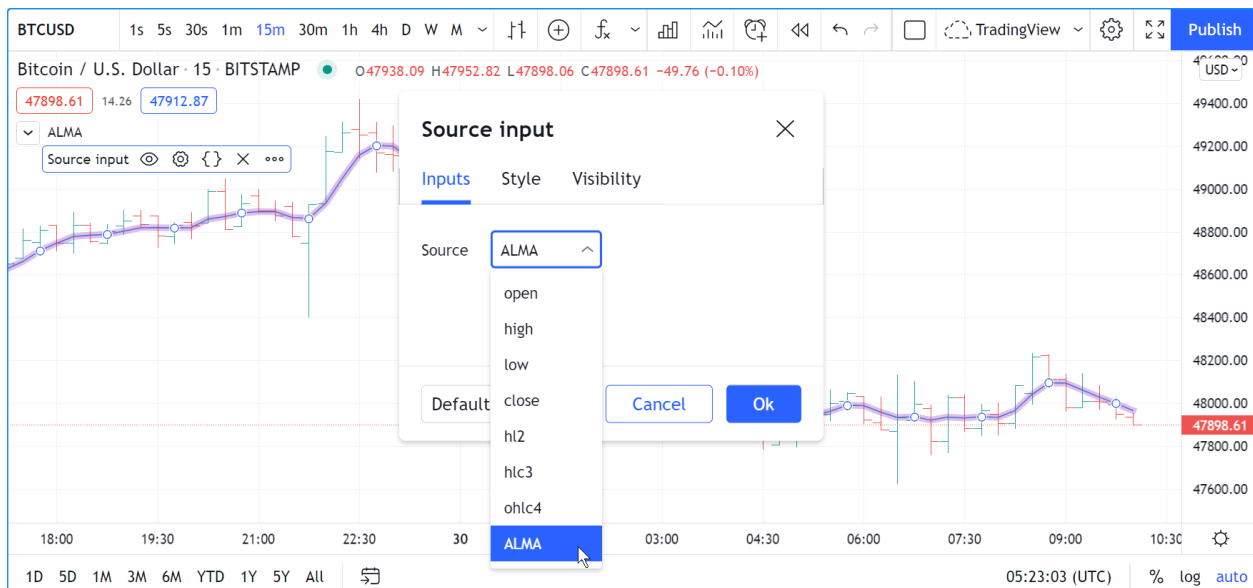 BTCUSD 1s 5s 30s 1m 15m 30m 1h 4h D W M TradingView Publish
Bitcoin / U.S. Dollar · 15 · BITSTAMP O47938.09 H47952.82 L47898.06 C47898.61 −49.76 (−0.10%)
USD
47898.61 14.26 47912.87
49400.00
ALMA
Source input
Source input
49200.00
Inputs Style Visibility
49000.00
48800.00
Source ALMA
48600.00
open
48400.00
high
low
48200.00
close
Default
Cancel Ok
48000.00
47898.61
hl2
47800.00
hlc3
47600.00
ohlc4
18:00 19:30 21:00 22:30 30 03:00 04:30 06:00 07:30 09:00 10:30
ALMA
1D 5D 1M 3M 6M YTD 1Y 5Y All 05:23:03 (UTC) % log auto